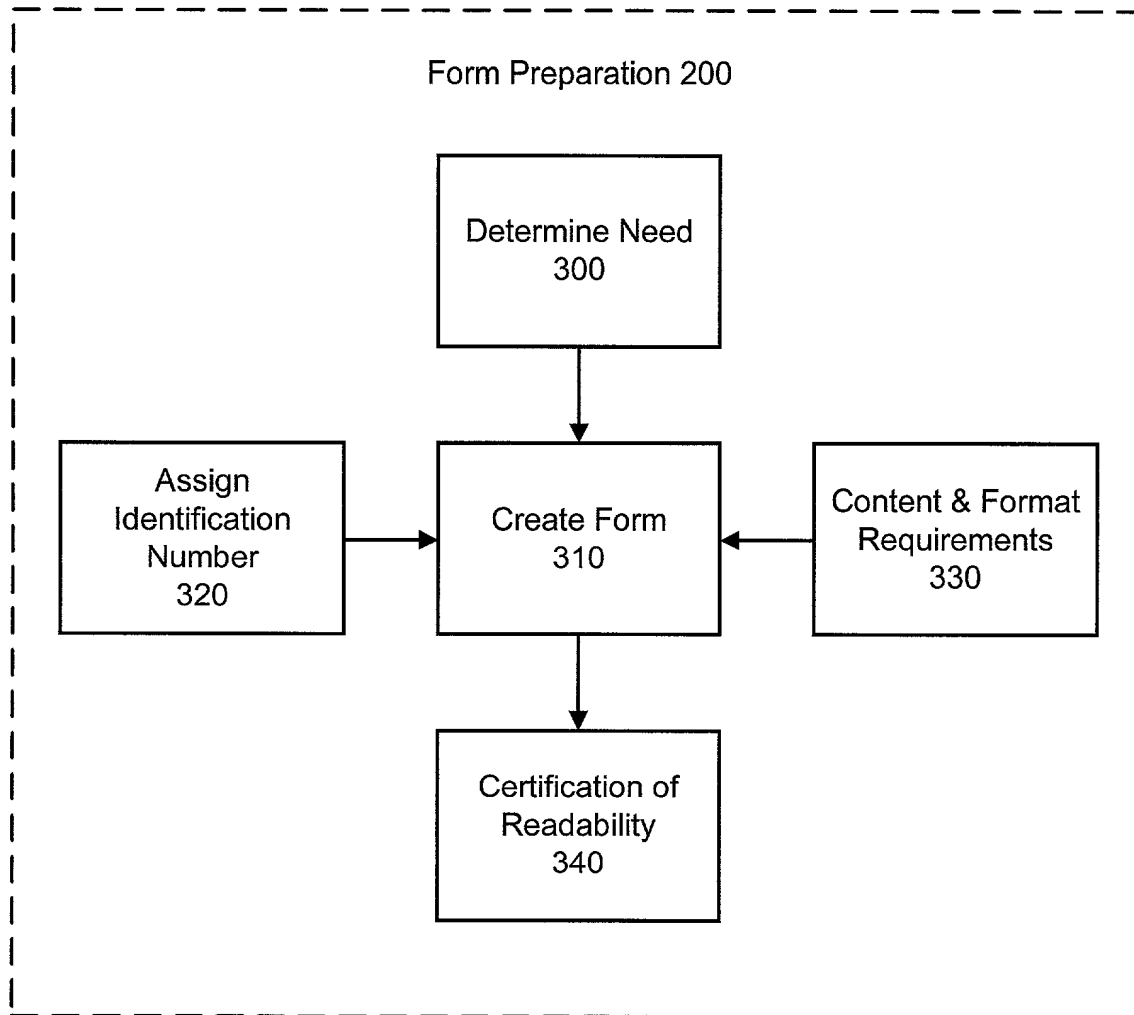 Form Preparation 200
Determine Need
300
Assign
Identification
Number
320
Create Form
310
Content & Format
Requirements
330
Certification of
Readability
340